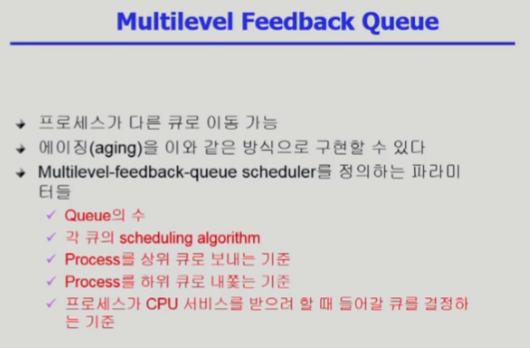 Multilevel Feedback Queue
프로세스가 다른 큐로 이동 가능
에이징(aging)을 이와 같은 방식으로 구현할 수 있다
Multilevel-feedback-queue scheduler를 정의하는 파라미
터들
Queue의 수
각 큐의 scheduling algorithm
Process를 상위 큐로 보내는 기준
Process를 하위 큐로 내쫓는 기준
프로세스가 CPU 서비스를 받으려 할 때 들어갈 큐를 결정하
는 기준